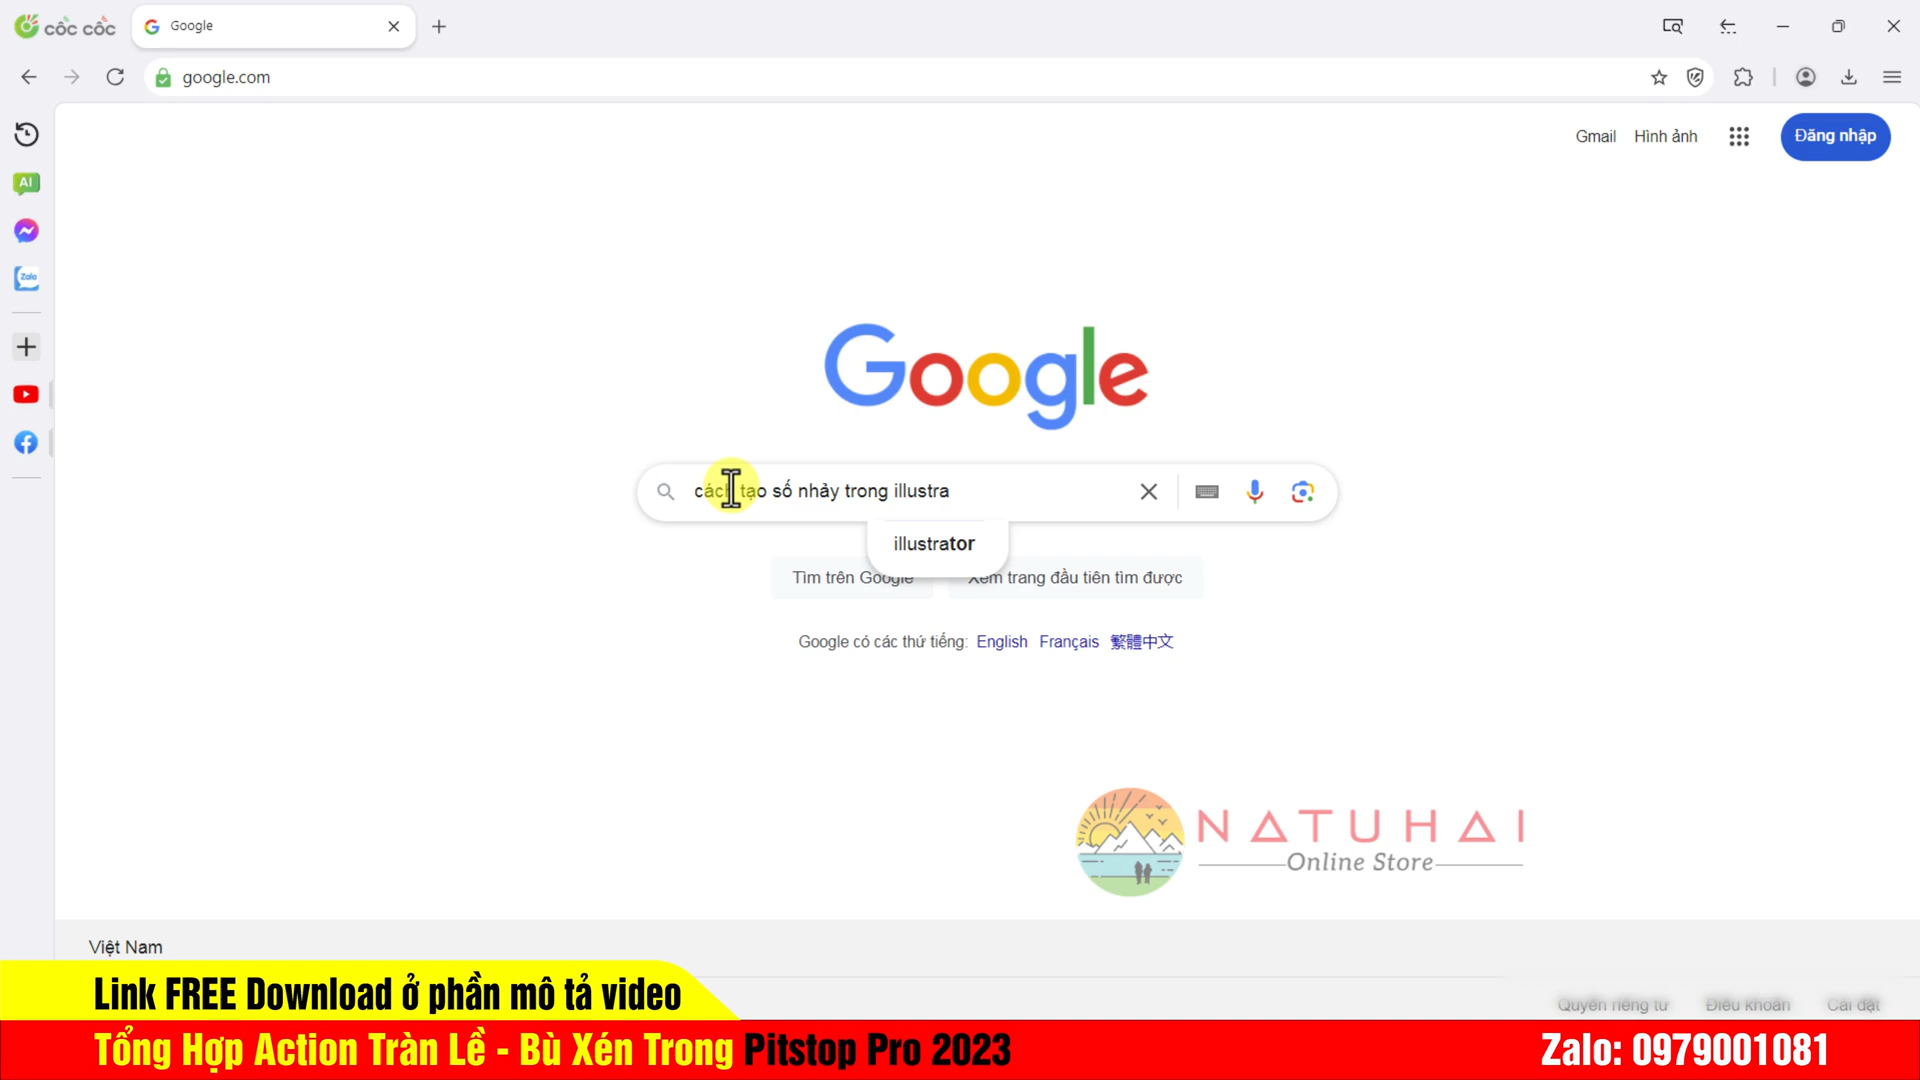 cốc cốc
Google
google.com
Gmail
Hình ảnh
Đăng nhập
AI
Zalo
Google
cách tạo số nhảy trong illustra
illustrator
Tìm trên Google
Xem trang đầu tiên tìm được
Google có các thứ tiếng: English Français 繁體中文
NATUHAI
Online Store
Việt Nam
Quyền riêng tư
Điều khoản
Cài đặt
Link FREE Download ở phần mô tả video
Tổng Hợp Action Tràn Lề - Bù Xén Trong Pitstop Pro 2023
Zalo: 0979001081